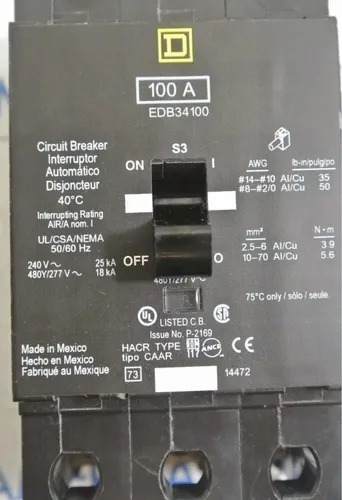 D
100 A
EDB34100
S3
Circuit Breaker
Interruptor
Automático
Disjoncteur
40°C
Interrupting Rating
AIR/A nom. I
UL/CSA/NEMA
50/60 Hz
240 V~ 25 kA
480Y/277 V~ 18 kA
ON I
OFF O
480Y/277 V~
AWG lb-in/pulg/po
#14-#10 Al/Cu 35
#8-#2/0 Al/Cu 50
mm² N·m
2.5-6 Al/Cu 3.9
10-70 Al/Cu 5.6
75°C only / sólo / seule
UL LISTED C.B.
Issue No. P-2169
Made in Mexico
Hecho en Mexico
Fabriqué au Mexique
HACR TYPE
tipo CAAR
ANCE
CE
73
14472